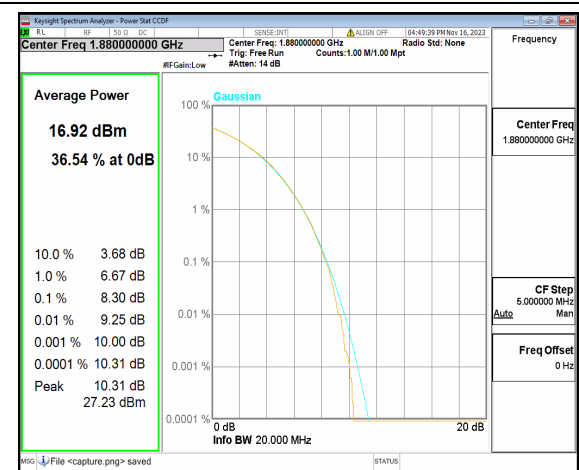 Keysight Spectrum Analyzer - Power Stat CCDF
RL RF 50 Ω DC SENSE:INT ALIGN OFF 04:49:39 PM Nov 16, 2023
Center Freq 1.880000000 GHz
Center Freq: 1.880000000 GHz Radio Std: None
Trig: Free Run Counts:1.00 M/1.00 Mpt
#IFGain:Low #Atten: 14 dB
Frequency
Average Power
16.92 dBm
36.54 % at 0dB
10.0 % 3.68 dB
1.0 % 6.67 dB
0.1 % 8.30 dB
0.01 % 9.25 dB
0.001 % 10.00 dB
0.0001 % 10.31 dB
Peak 10.31 dB
27.23 dBm
Gaussian
100 %
10 %
1 %
0.1 %
0.01 %
0.001 %
0.0001 %
0 dB 20 dB
Info BW 20.000 MHz
Center Freq
1.880000000 GHz
CF Step
5.000000 MHz
Auto Man
Freq Offset
0 Hz
MSG File <capture.png> saved STATUS